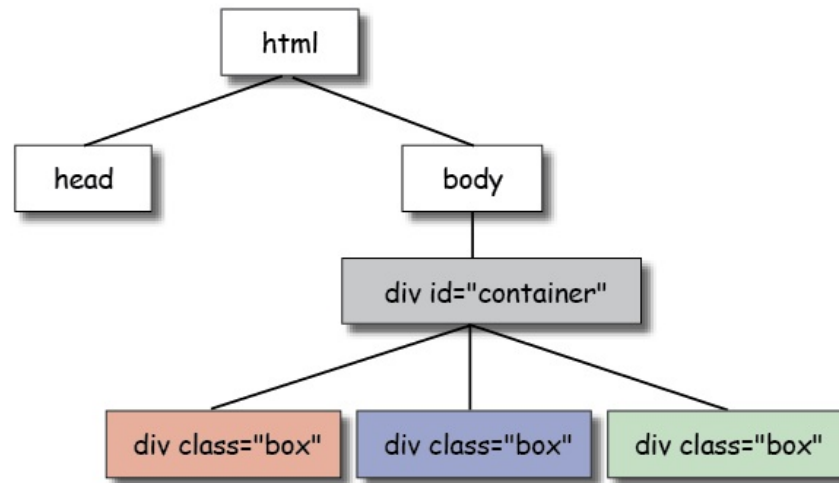 html
head
body
div id="container"
div class="box"
div class="box"
div class="box"